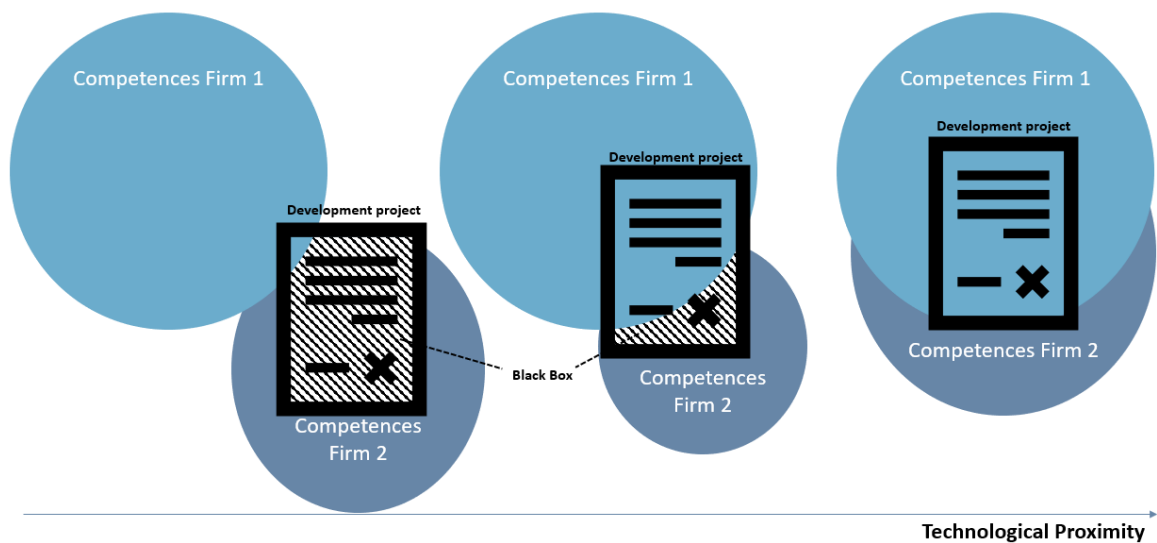 Competences Firm 1
Development project
Competences
Firm 2
Black Box
Competences Firm 1
Development project
Competences
Firm 2
Competences Firm 1
Development project
Competences Firm 2
Technological Proximity